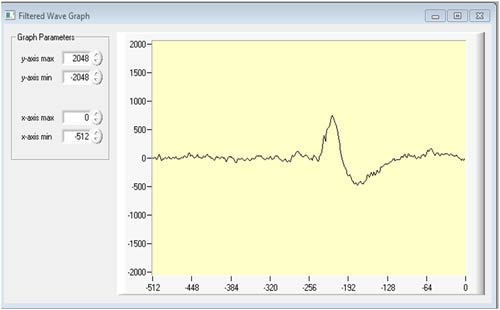 Filtered Wave Graph
Graph Parameters
y-axis max 2048
y-axis min -2048
x-axis max 0
x-axis min -512
2000
1500
1000
500
0
-500
-1000
-1500
-2000
-512 -448 -384 -320 -256 -192 -128 -64 0